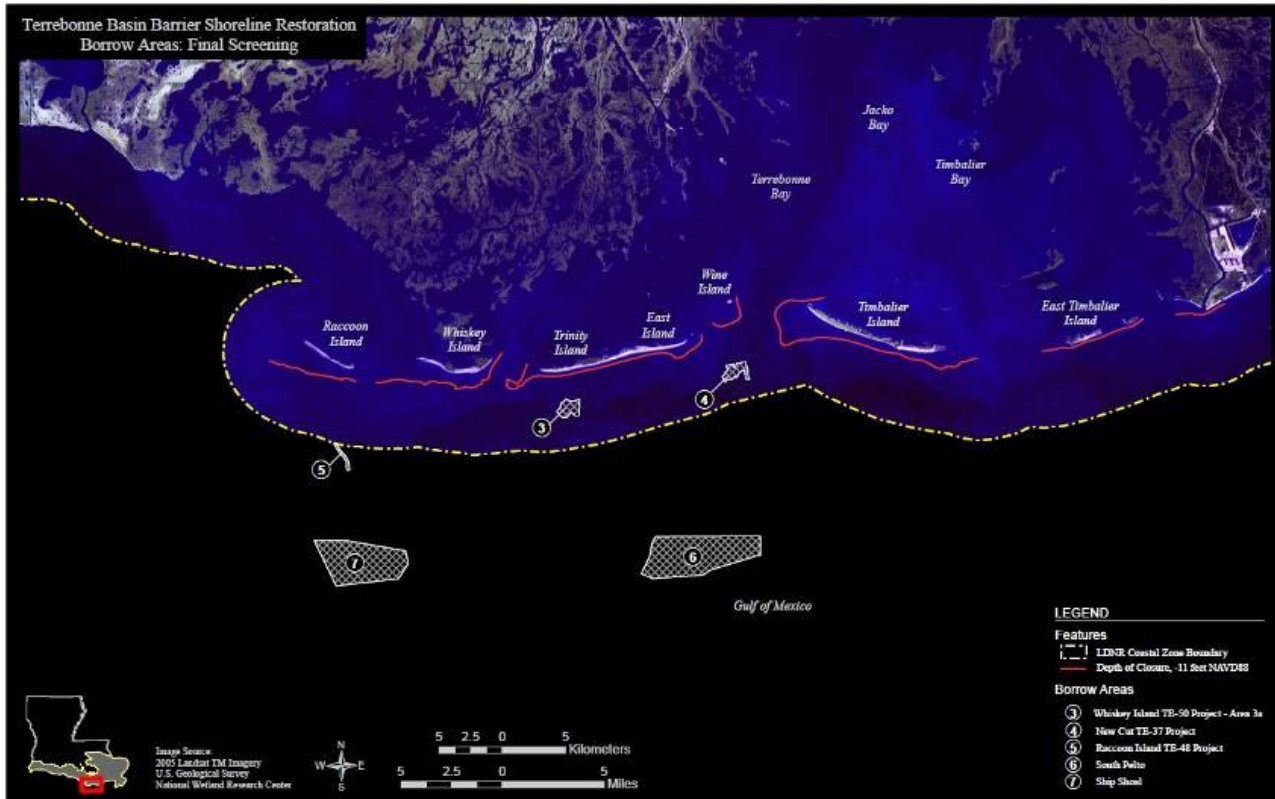 Terrebonne Basin Barrier Shoreline Restoration
Borrow Areas: Final Screening
Jacko
Bay
Timbalier
Bay
Terrebonne
Bay
Wine
Island
Raccoon
Island
Whiskey
Island
Trinity
Island
East
Island
Timbalier
Island
East Timbalier
Island
4
3
5
7
6
Gulf of Mexico
LEGEND
Features
LDNR Coastal Zone Boundary
Depth of Closure, -11 feet NAVD88
Borrow Areas
3 Whiskey Island TE-50 Project - Area 3a
4 New Cut TE-37 Project
5 Raccoon Island TE-48 Project
6 South Pelto
7 Ship Shoal
Image Source:
2005 Landsat TM Imagery
U.S. Geological Survey
National Wetland Research Center
N
W E
S
5 2.5 0 5
Kilometers
5 2.5 0 5
Miles